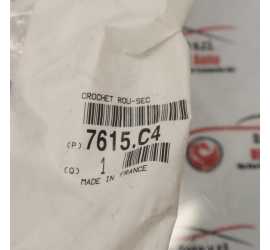 CROCHET ROU-SEC
(P) 7615.C4
(Q) 1
MADE IN FRANCE